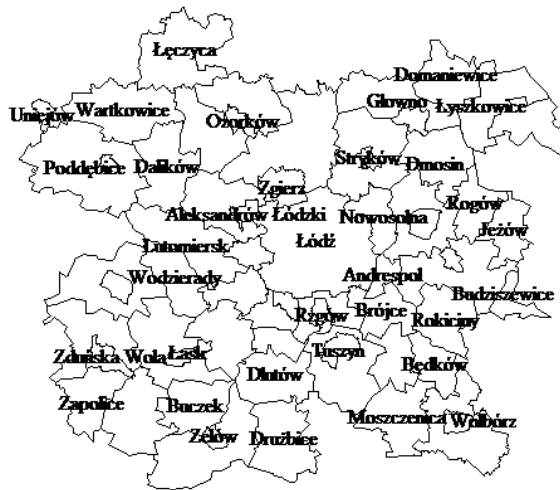 Łęczyca
Domaniewice
Uniejów
Wartkowice
Ozorków
Głowno
Łyszkowice
Poddębice
Dalików
Stryków
Dmosin
Zgierz
Aleksandrów Łódzki
Nowosolna
Rogów
Jeżów
Lutomiersk
Łódź
Wodzierady
Andrespol
Budziszewice
Rzgów
Brójce
Rokiciny
Zduńska Wola
Łask
Tuszyn
Będków
Dłutów
Zapolice
Buczek
Moszczenica
Wolbórz
Zelów
Drużbice